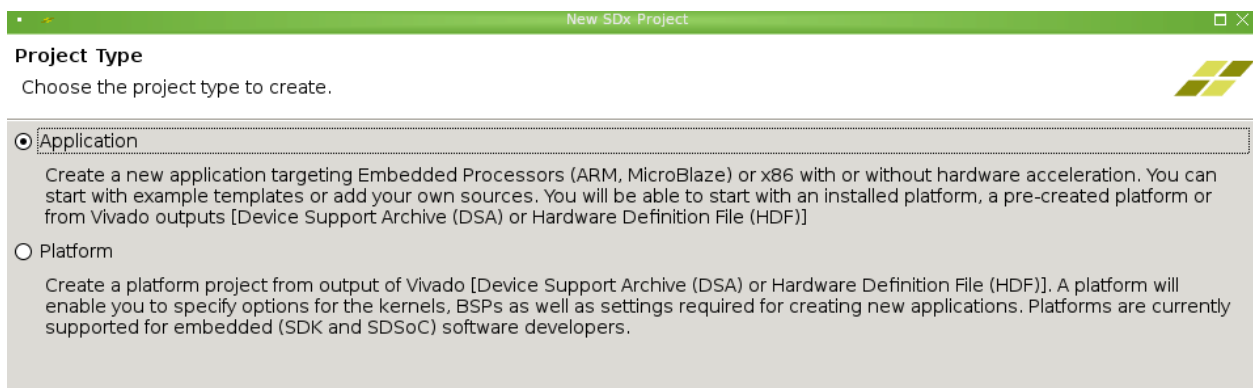 New SDx Project
Project Type
Choose the project type to create.
Application
Create a new application targeting Embedded Processors (ARM, MicroBlaze) or x86 with or without hardware acceleration. You can
start with example templates or add your own sources. You will be able to start with an installed platform, a pre-created platform or
from Vivado outputs [Device Support Archive (DSA) or Hardware Definition File (HDF)]
Platform
Create a platform project from output of Vivado [Device Support Archive (DSA) or Hardware Definition File (HDF)]. A platform will
enable you to specify options for the kernels, BSPs as well as settings required for creating new applications. Platforms are currently
supported for embedded (SDK and SDSoC) software developers.